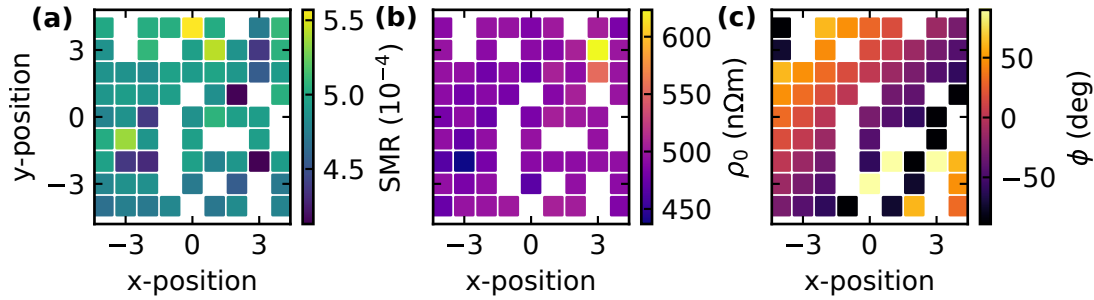 (a)
(b)
(c)
y-position
3
0
−3
−3
0
3
x-position
5.5
5.0
4.5
SMR (10⁻⁴)
−3
0
3
x-position
600
550
500
450
ρ₀ (nΩm)
−3
0
3
x-position
50
0
−50
ϕ (deg)